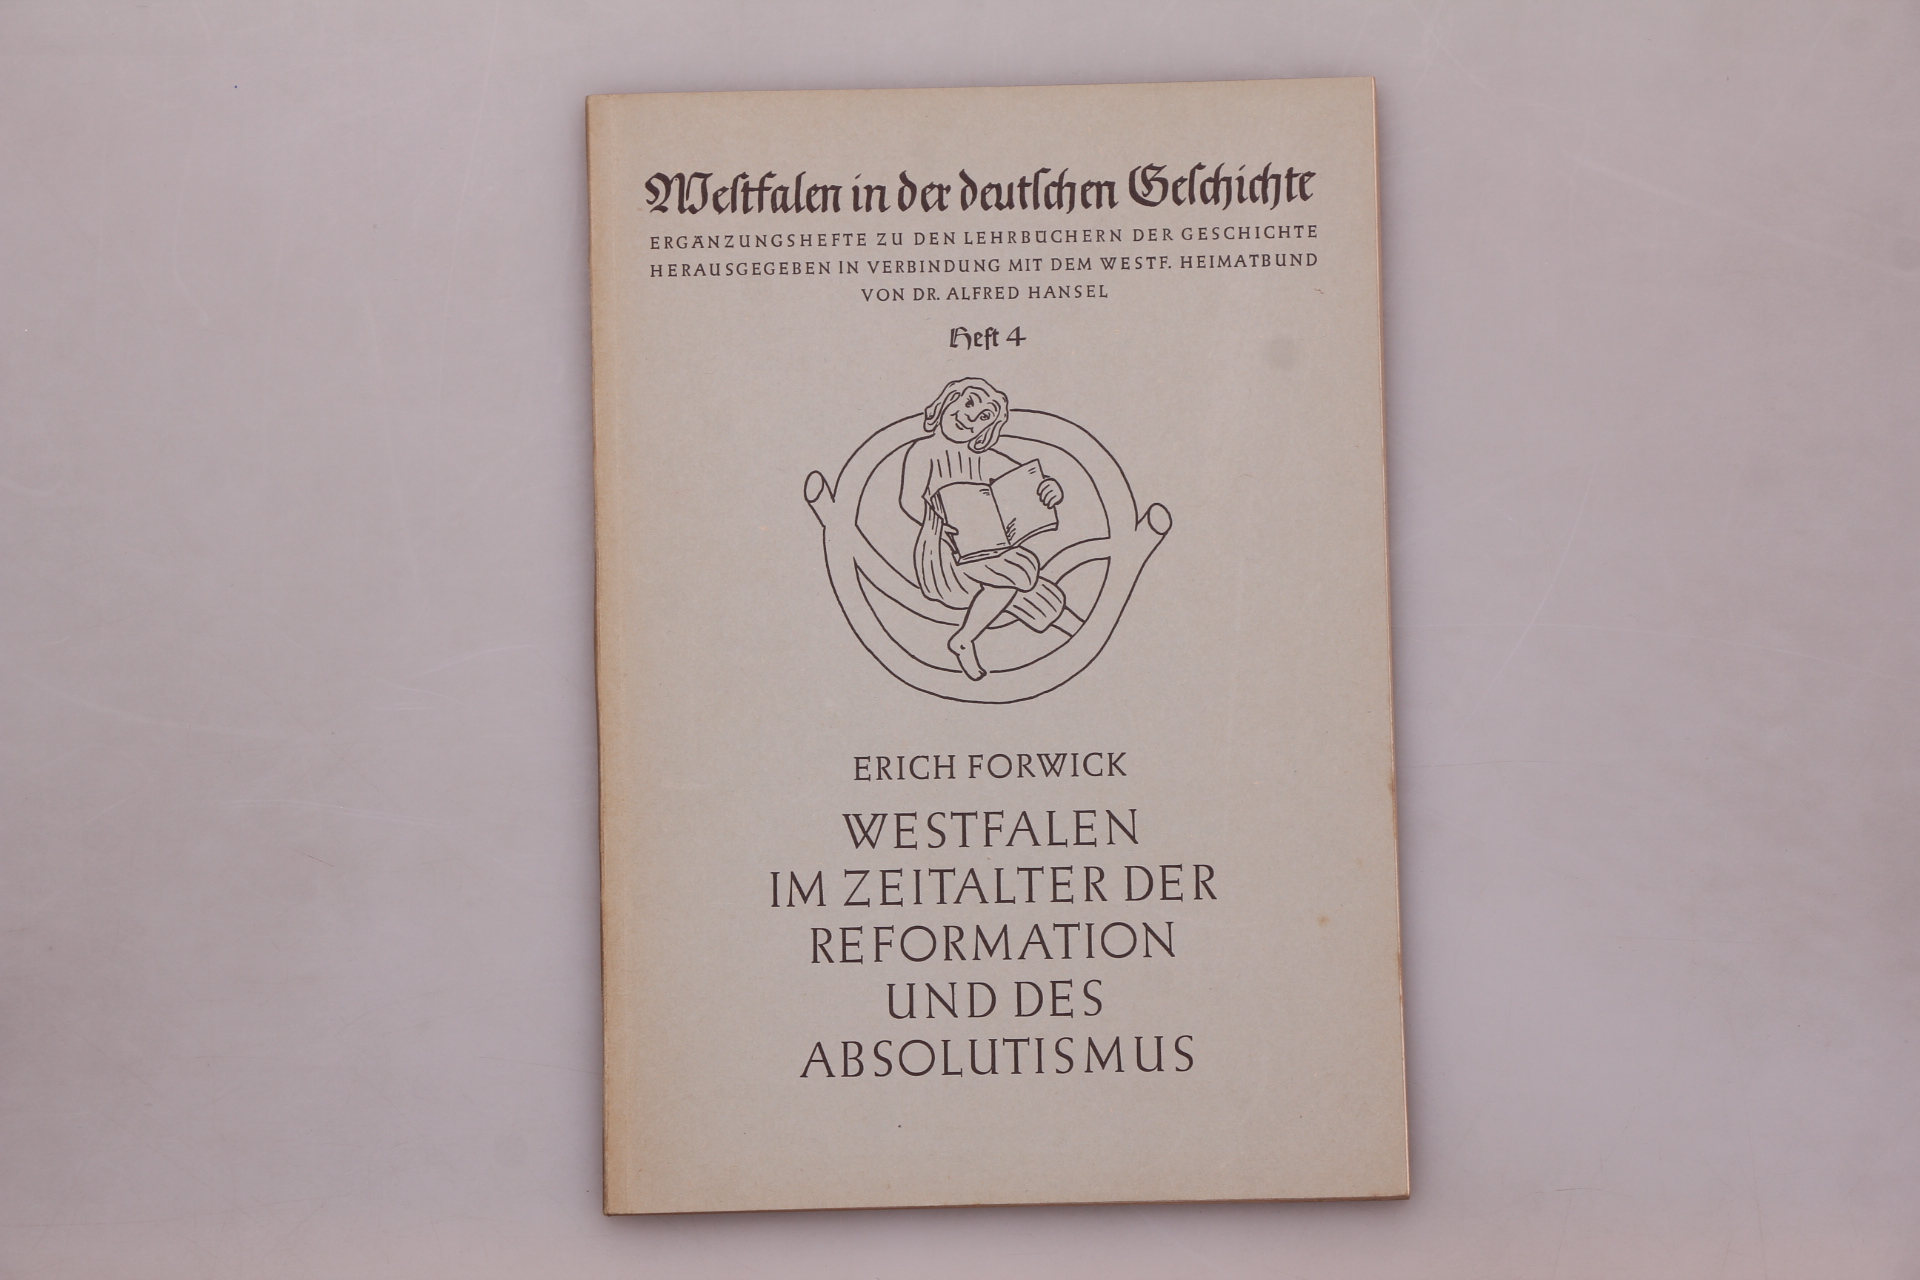 Westfalen in der deutschen Geschichte
ERGÄNZUNGSHEFTE ZU DEN LEHRBÜCHERN DER GESCHICHTE
HERAUSGEGEBEN IN VERBINDUNG MIT DEM WESTF. HEIMATBUND
VON DR. ALFRED HANSEL
Heft 4
ERICH FORWICK
WESTFALEN
IM ZEITALTER DER
REFORMATION
UND DES
ABSOLUTISMUS